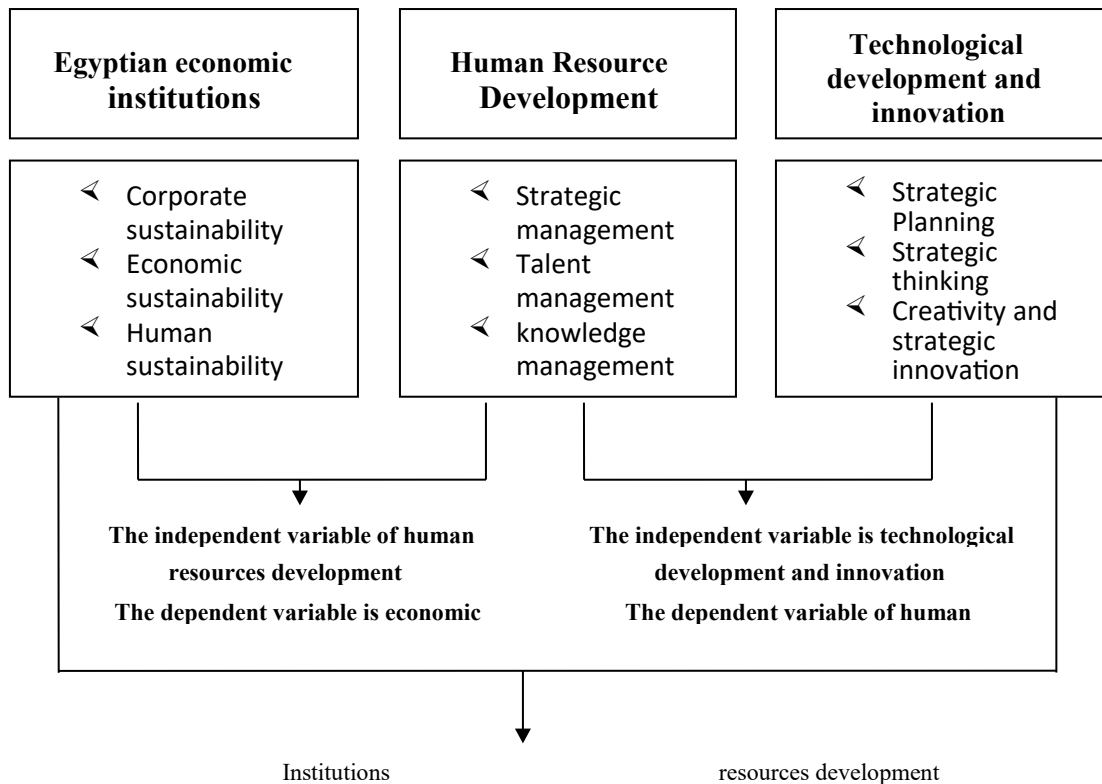 Egyptian economic
institutions
Human Resource
Development
Technological
development and
innovation
Corporate
sustainability
Economic
sustainability
Human
sustainability
Strategic
management
Talent
management
knowledge
management
Strategic
Planning
Strategic
thinking
Creativity and
strategic
innovation
The independent variable of human
resources development
The dependent variable is economic
The independent variable is technological
development and innovation
The dependent variable of human
Institutions
resources development